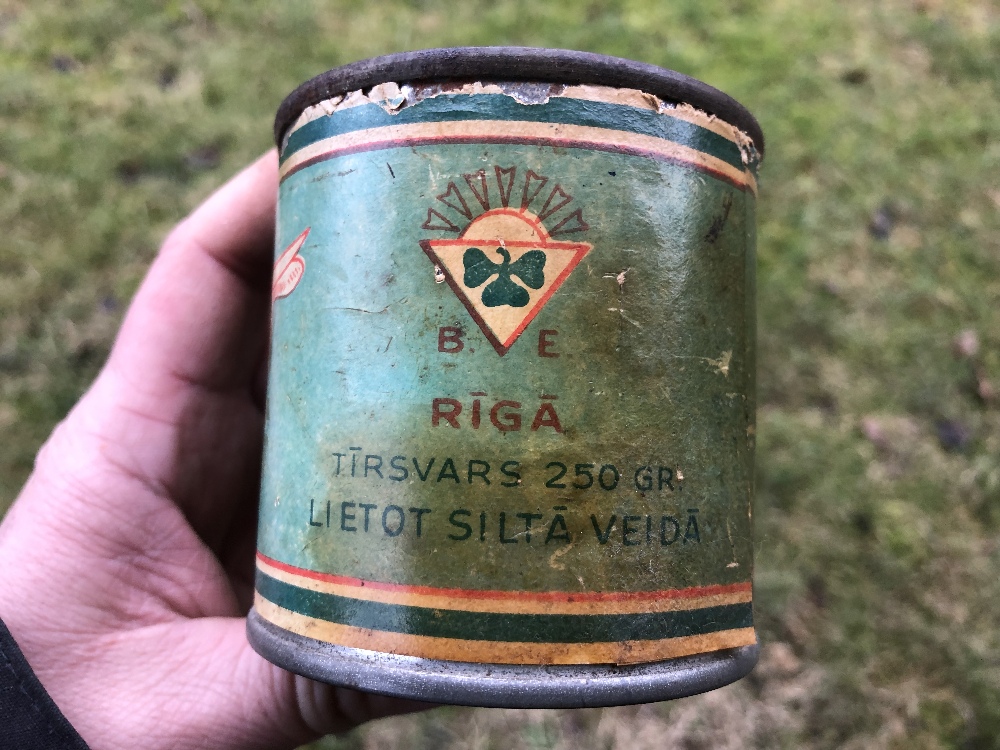 B. E.
RĪGĀ
TĪRSVARS 250 GR.
LIETOT SILTĀ VEIDĀ